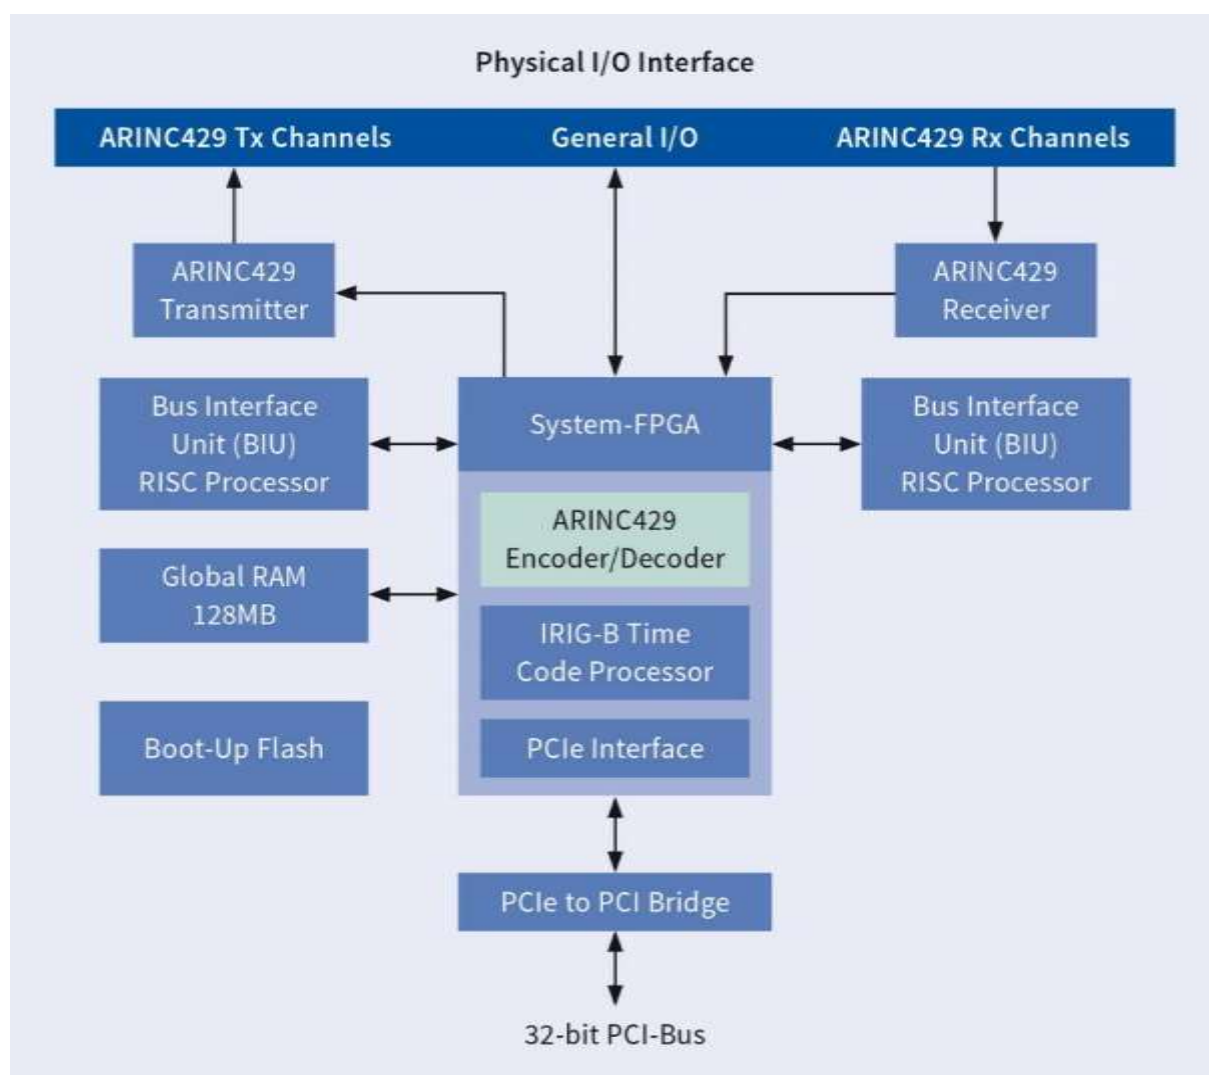 Physical I/O Interface
ARINC429 Tx Channels
General I/O
ARINC429 Rx Channels
ARINC429
Transmitter
ARINC429
Receiver
Bus Interface
Unit (BIU)
RISC Processor
System-FPGA
Bus Interface
Unit (BIU)
RISC Processor
ARINC429
Encoder/Decoder
Global RAM
128MB
IRIG-B Time
Code Processor
Boot-Up Flash
PCIe Interface
PCIe to PCI Bridge
32-bit PCI-Bus